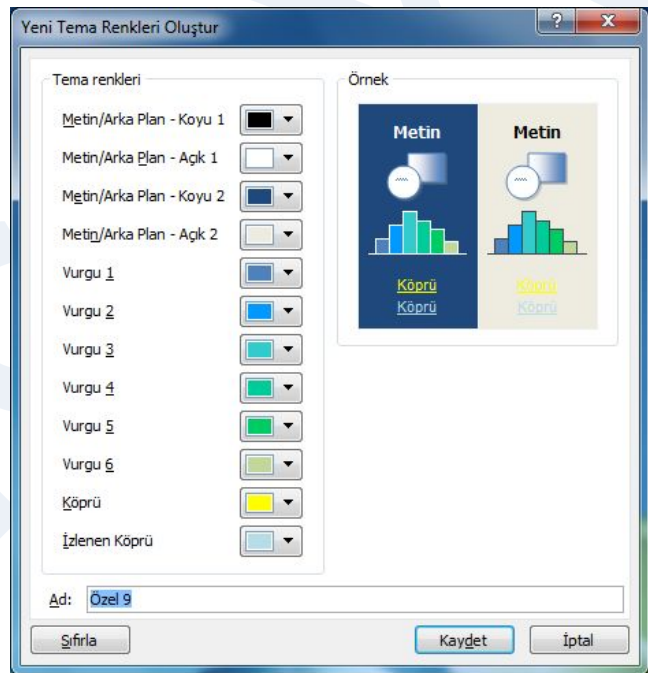 Yeni Tema Renkleri Oluştur
Tema renkleri
Metin/Arka Plan - Koyu 1
Metin/Arka Plan - Açık 1
Metin/Arka Plan - Koyu 2
Metin/Arka Plan - Açık 2
Vurgu 1
Vurgu 2
Vurgu 3
Vurgu 4
Vurgu 5
Vurgu 6
Köprü
İzlenen Köprü
Örnek
Metin Metin
Köprü Köprü
Köprü Köprü
Ad: Özel 9
Sıfırla Kaydet İptal